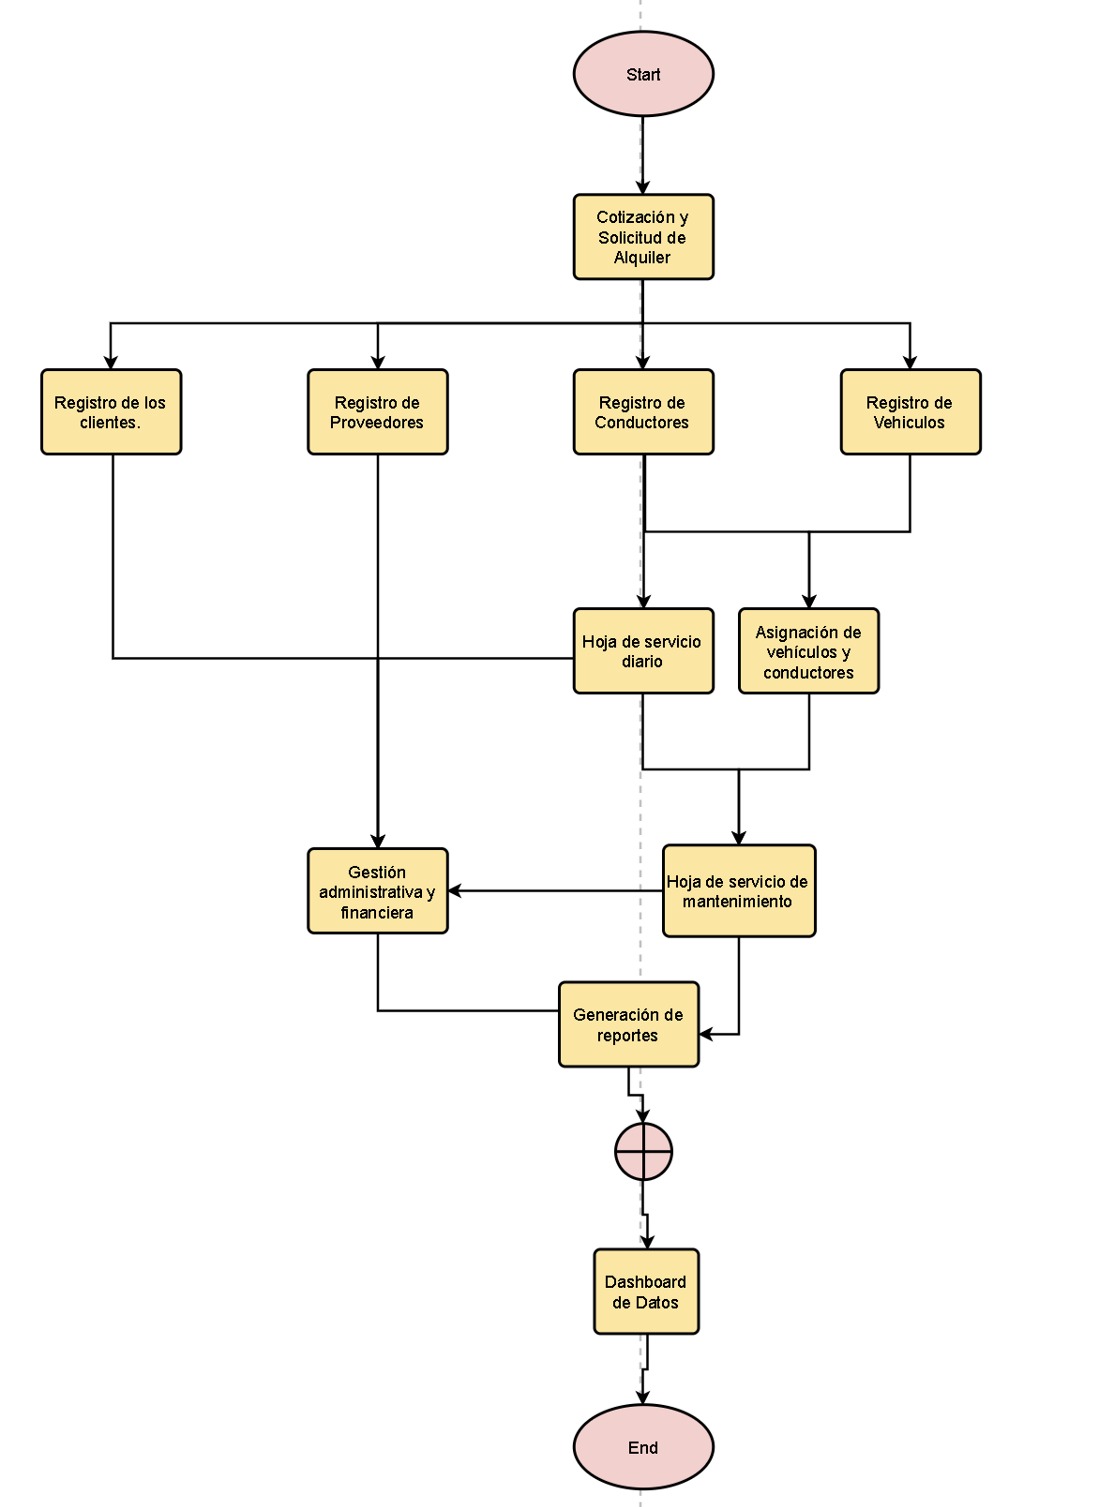 Start
Cotización y
Solicitud de
Alquiler
Registro de los
clientes.
Registro de
Proveedores
Registro de
Conductores
Registro de
Vehiculos
Hoja de servicio
diario
Asignación de
vehículos y
conductores
Gestión
administrativa y
financiera
Hoja de servicio de
mantenimiento
Generación de
reportes
Dashboard
de Datos
End